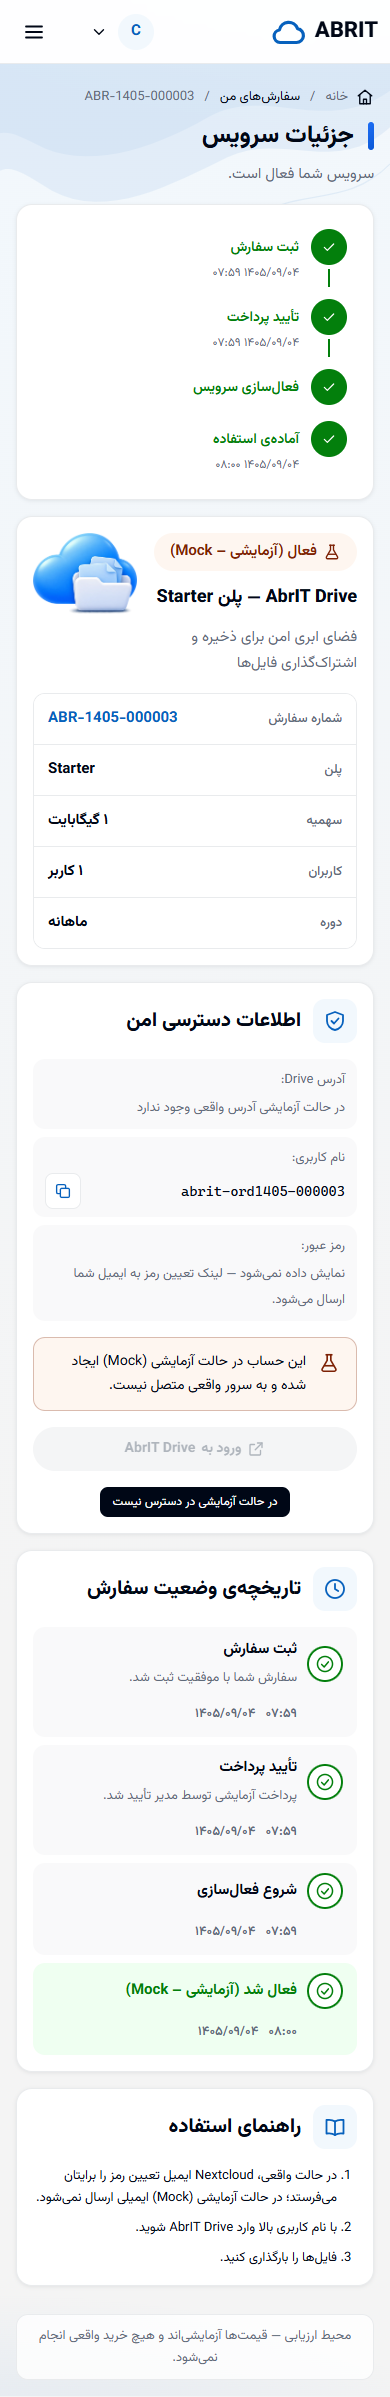 ABRIT
C
خانه / سفارش‌های من / ABR-1405-000003
جزئیات سرویس
سرویس شما فعال است.
ثبت سفارش
۱۴۰۵/۰۹/۰۴ ۰۷:۵۹
تأیید پرداخت
۱۴۰۵/۰۹/۰۴ ۰۷:۵۹
فعال‌سازی سرویس
آماده‌ی استفاده
۱۴۰۵/۰۹/۰۴ ۰۸:۰۰
فعال (آزمایشی – Mock)
AbrIT Drive — پلن Starter
فضای ابری امن برای ذخیره و
اشتراک‌گذاری فایل‌ها
شماره سفارش ABR-1405-000003
پلن Starter
سهمیه ۱ گیگابایت
کاربران ۱ کاربر
دوره ماهانه
اطلاعات دسترسی امن
آدرس Drive:
در حالت آزمایشی آدرس واقعی وجود ندارد
نام کاربری:
abrit-ord1405-000003
رمز عبور:
نمایش داده نمی‌شود — لینک تعیین رمز به ایمیل شما
ارسال می‌شود.
این حساب در حالت آزمایشی (Mock) ایجاد
شده و به سرور واقعی متصل نیست.
ورود به AbrIT Drive
در حالت آزمایشی در دسترس نیست
تاریخچه‌ی وضعیت سفارش
ثبت سفارش
سفارش شما با موفقیت ثبت شد.
۰۷:۵۹ ۱۴۰۵/۰۹/۰۴
تأیید پرداخت
پرداخت آزمایشی توسط مدیر تأیید شد.
۰۷:۵۹ ۱۴۰۵/۰۹/۰۴
شروع فعال‌سازی
۰۷:۵۹ ۱۴۰۵/۰۹/۰۴
فعال شد (آزمایشی – Mock)
۰۸:۰۰ ۱۴۰۵/۰۹/۰۴
راهنمای استفاده
1. در حالت واقعی، Nextcloud ایمیل تعیین رمز را برایتان
می‌فرستد؛ در حالت آزمایشی (Mock) ایمیلی ارسال نمی‌شود.
2. با نام کاربری بالا وارد AbrIT Drive شوید.
3. فایل‌ها را بارگذاری کنید.
محیط ارزیابی — قیمت‌ها آزمایشی‌اند و هیچ خرید واقعی انجام
نمی‌شود.